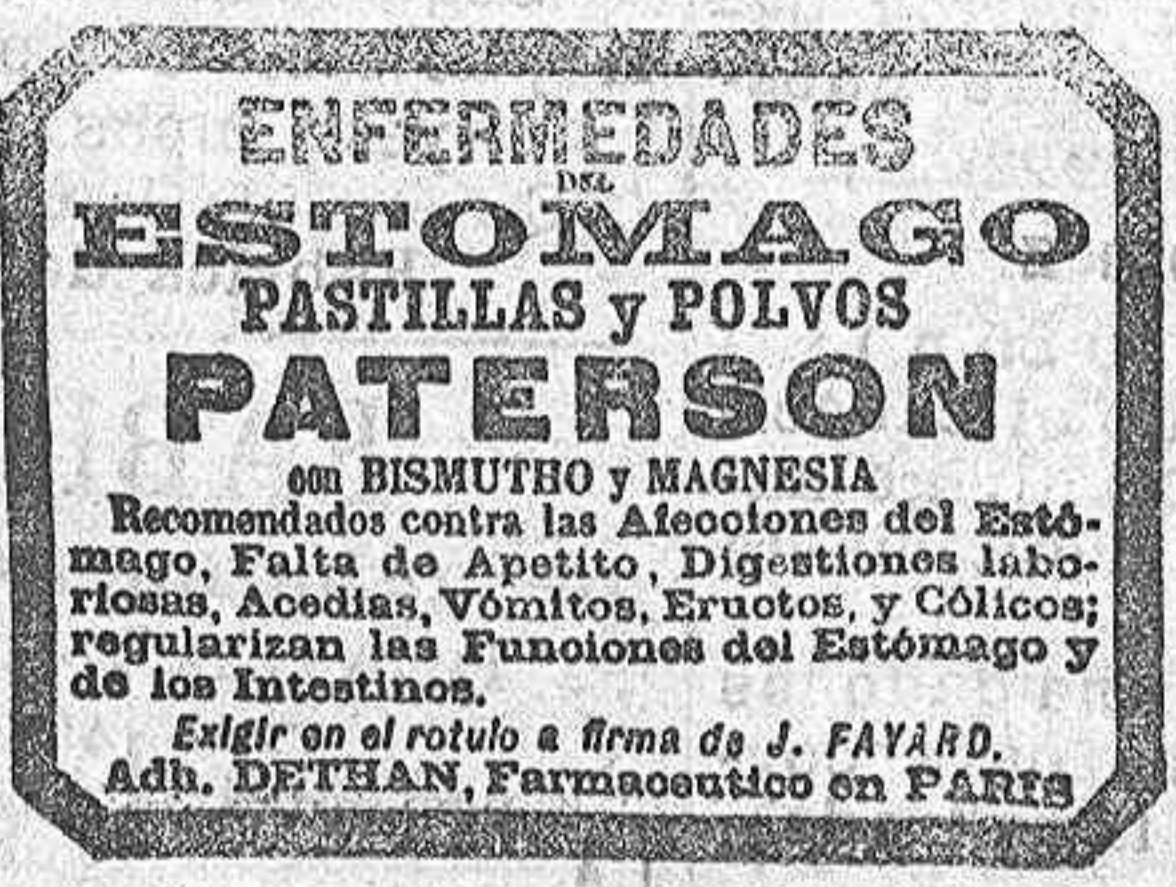 ENFERMEDADES
DEL
ESTOMAGO
PASTILLAS y POLVOS
PATERSON
con BISMUTHO y MAGNESIA
Recomendados contra las Afecciones del Estó-
mago, Falta de Apetito, Digestiones labo-
riosas, Acedias, Vómitos, Eructos, y Cólicos;
regularizan las Funciones del Estómago y
de los Intestinos.
Exigir en el rotulo a firma de J. FAYARD.
Adh. DETHAN, Farmaceutico en PARIS